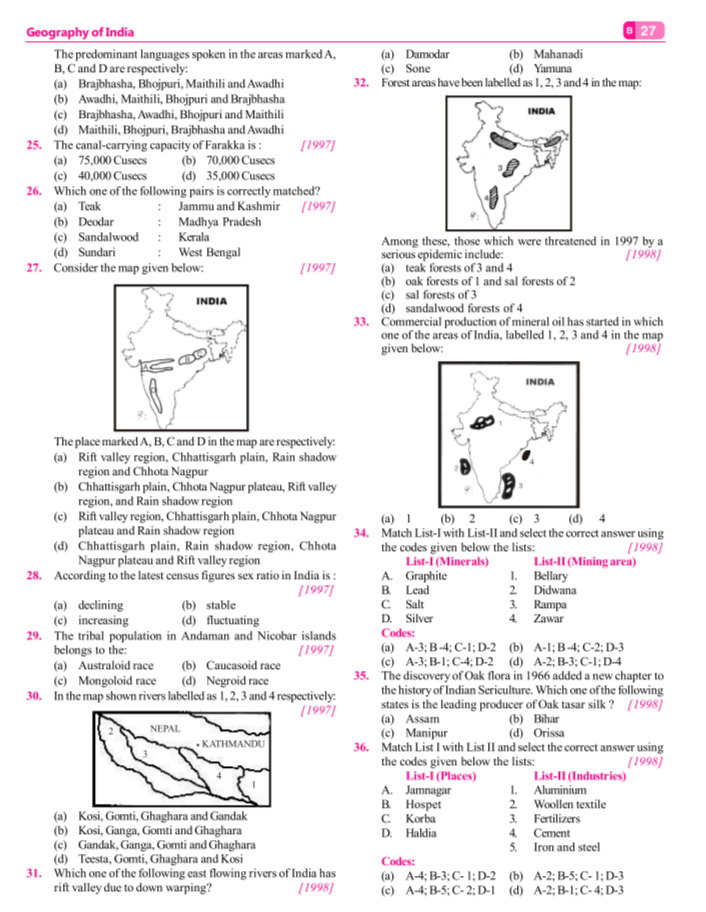 Geography of India
B 27
The predominant languages spoken in the areas marked A,
B, C and D are respectively:
(a) Brajbhasha, Bhojpuri, Maithili and Awadhi
(b) Awadhi, Maithili, Bhojpuri and Brajbhasha
(c) Brajbhasha, Awadhi, Bhojpuri and Maithili
(d) Maithili, Bhojpuri, Brajbhasha and Awadhi
25. The canal-carrying capacity of Farakka is : [1997]
(a) 75,000 Cusecs (b) 70,000 Cusecs
(c) 40,000 Cusecs (d) 35,000 Cusecs
26. Which one of the following pairs is correctly matched?
(a) Teak : Jammu and Kashmir [1997]
(b) Deodar : Madhya Pradesh
(c) Sandalwood : Kerala
(d) Sundari : West Bengal
27. Consider the map given below: [1997]
INDIA
A
B C
D
The place marked A, B, C and D in the map are respectively:
(a) Rift valley region, Chhattisgarh plain, Rain shadow
region and Chhota Nagpur
(b) Chhattisgarh plain, Chhota Nagpur plateau, Rift valley
region, and Rain shadow region
(c) Rift valley region, Chhattisgarh plain, Chhota Nagpur
plateau and Rain shadow region
(d) Chhattisgarh plain, Rain shadow region, Chhota
Nagpur plateau and Rift valley region
28. According to the latest census figures sex ratio in India is :
[1997]
(a) declining (b) stable
(c) increasing (d) fluctuating
29. The tribal population in Andaman and Nicobar islands
belongs to the: [1997]
(a) Australoid race (b) Caucasoid race
(c) Mongoloid race (d) Negroid race
30. In the map shown rivers labelled as 1, 2, 3 and 4 respectively:
[1997]
NEPAL
• KATHMANDU
2
3
4
1
(a) Kosi, Gomti, Ghaghara and Gandak
(b) Kosi, Ganga, Gomti and Ghaghara
(c) Gandak, Ganga, Gomti and Ghaghara
(d) Teesta, Gomti, Ghaghara and Kosi
31. Which one of the following east flowing rivers of India has
rift valley due to down warping? [1998]
(a) Damodar (b) Mahanadi
(c) Sone (d) Yamuna
32. Forest areas have been labelled as 1, 2, 3 and 4 in the map:
INDIA
1
2
3
4
Among these, those which were threatened in 1997 by a
serious epidemic include: [1998]
(a) teak forests of 3 and 4
(b) oak forests of 1 and sal forests of 2
(c) sal forests of 3
(d) sandalwood forests of 4
33. Commercial production of mineral oil has started in which
one of the areas of India, labelled 1, 2, 3 and 4 in the map
given below: [1998]
INDIA
1
2
3
4
(a) 1 (b) 2 (c) 3 (d) 4
34. Match List-I with List-II and select the correct answer using
the codes given below the lists: [1998]
List-I (Minerals) List-II (Mining area)
A. Graphite 1. Bellary
B. Lead 2. Didwana
C. Salt 3. Rampa
D. Silver 4. Zawar
Codes:
(a) A-3; B-4; C-1; D-2 (b) A-1; B-4; C-2; D-3
(c) A-3; B-1; C-4; D-2 (d) A-2; B-3; C-1; D-4
35. The discovery of Oak flora in 1966 added a new chapter to
the history of Indian Sericulture. Which one of the following
states is the leading producer of Oak tasar silk ? [1998]
(a) Assam (b) Bihar
(c) Manipur (d) Orissa
36. Match List I with List II and select the correct answer using
the codes given below the lists: [1998]
List-I (Places) List-II (Industries)
A. Jamnagar 1. Aluminium
B. Hospet 2. Woollen textile
C. Korba 3. Fertilizers
D. Haldia 4. Cement
5. Iron and steel
Codes:
(a) A-4; B-3; C- 1; D-2 (b) A-2; B-5; C- 1; D-3
(c) A-4; B-5; C- 2; D-1 (d) A-2; B-1; C- 4; D-3